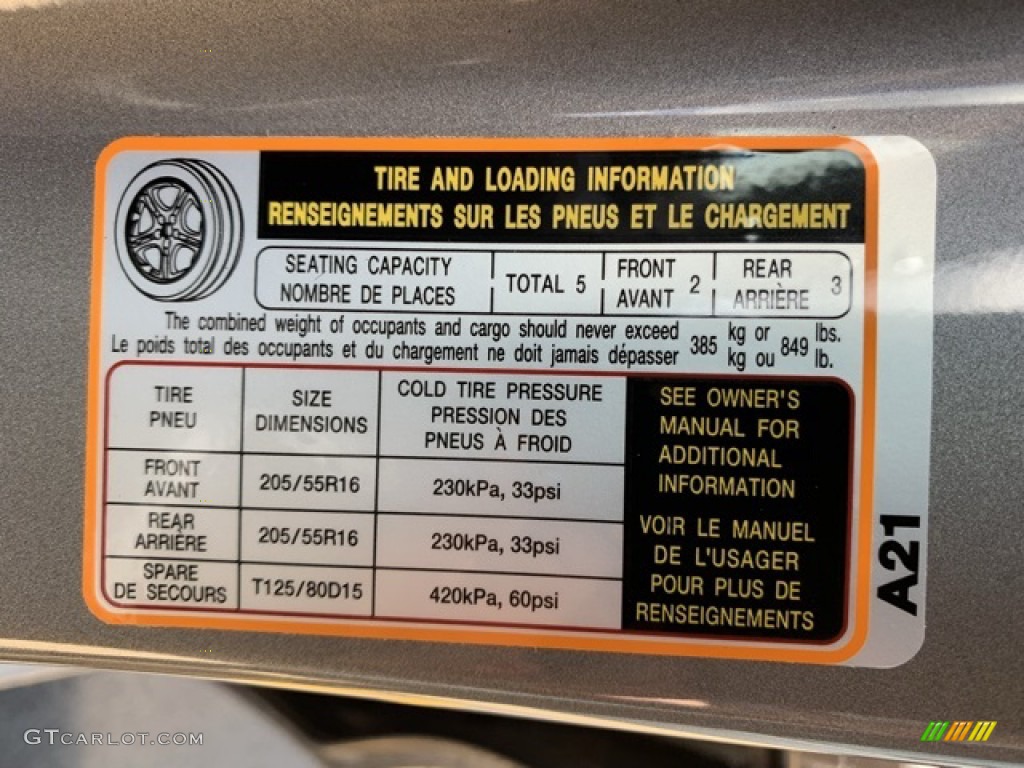 TIRE AND LOADING INFORMATION
RENSEIGNEMENTS SUR LES PNEUS ET LE CHARGEMENT
SEATING CAPACITY
NOMBRE DE PLACES
TOTAL 5
FRONT
AVANT
2
REAR
ARRIÈRE
3
The combined weight of occupants and cargo should never exceed 385 kg or 849 lbs.
Le poids total des occupants et du chargement ne doit jamais dépasser kg ou lb.
TIRE
PNEU
SIZE
DIMENSIONS
COLD TIRE PRESSURE
PRESSION DES
PNEUS À FROID
FRONT
AVANT
205/55R16
230kPa, 33psi
REAR
ARRIÈRE
205/55R16
230kPa, 33psi
SPARE
DE SECOURS
T125/80D15
420kPa, 60psi
SEE OWNER'S
MANUAL FOR
ADDITIONAL
INFORMATION
VOIR LE MANUEL
DE L'USAGER
POUR PLUS DE
RENSEIGNEMENTS
A21
GTCARLOT.COM